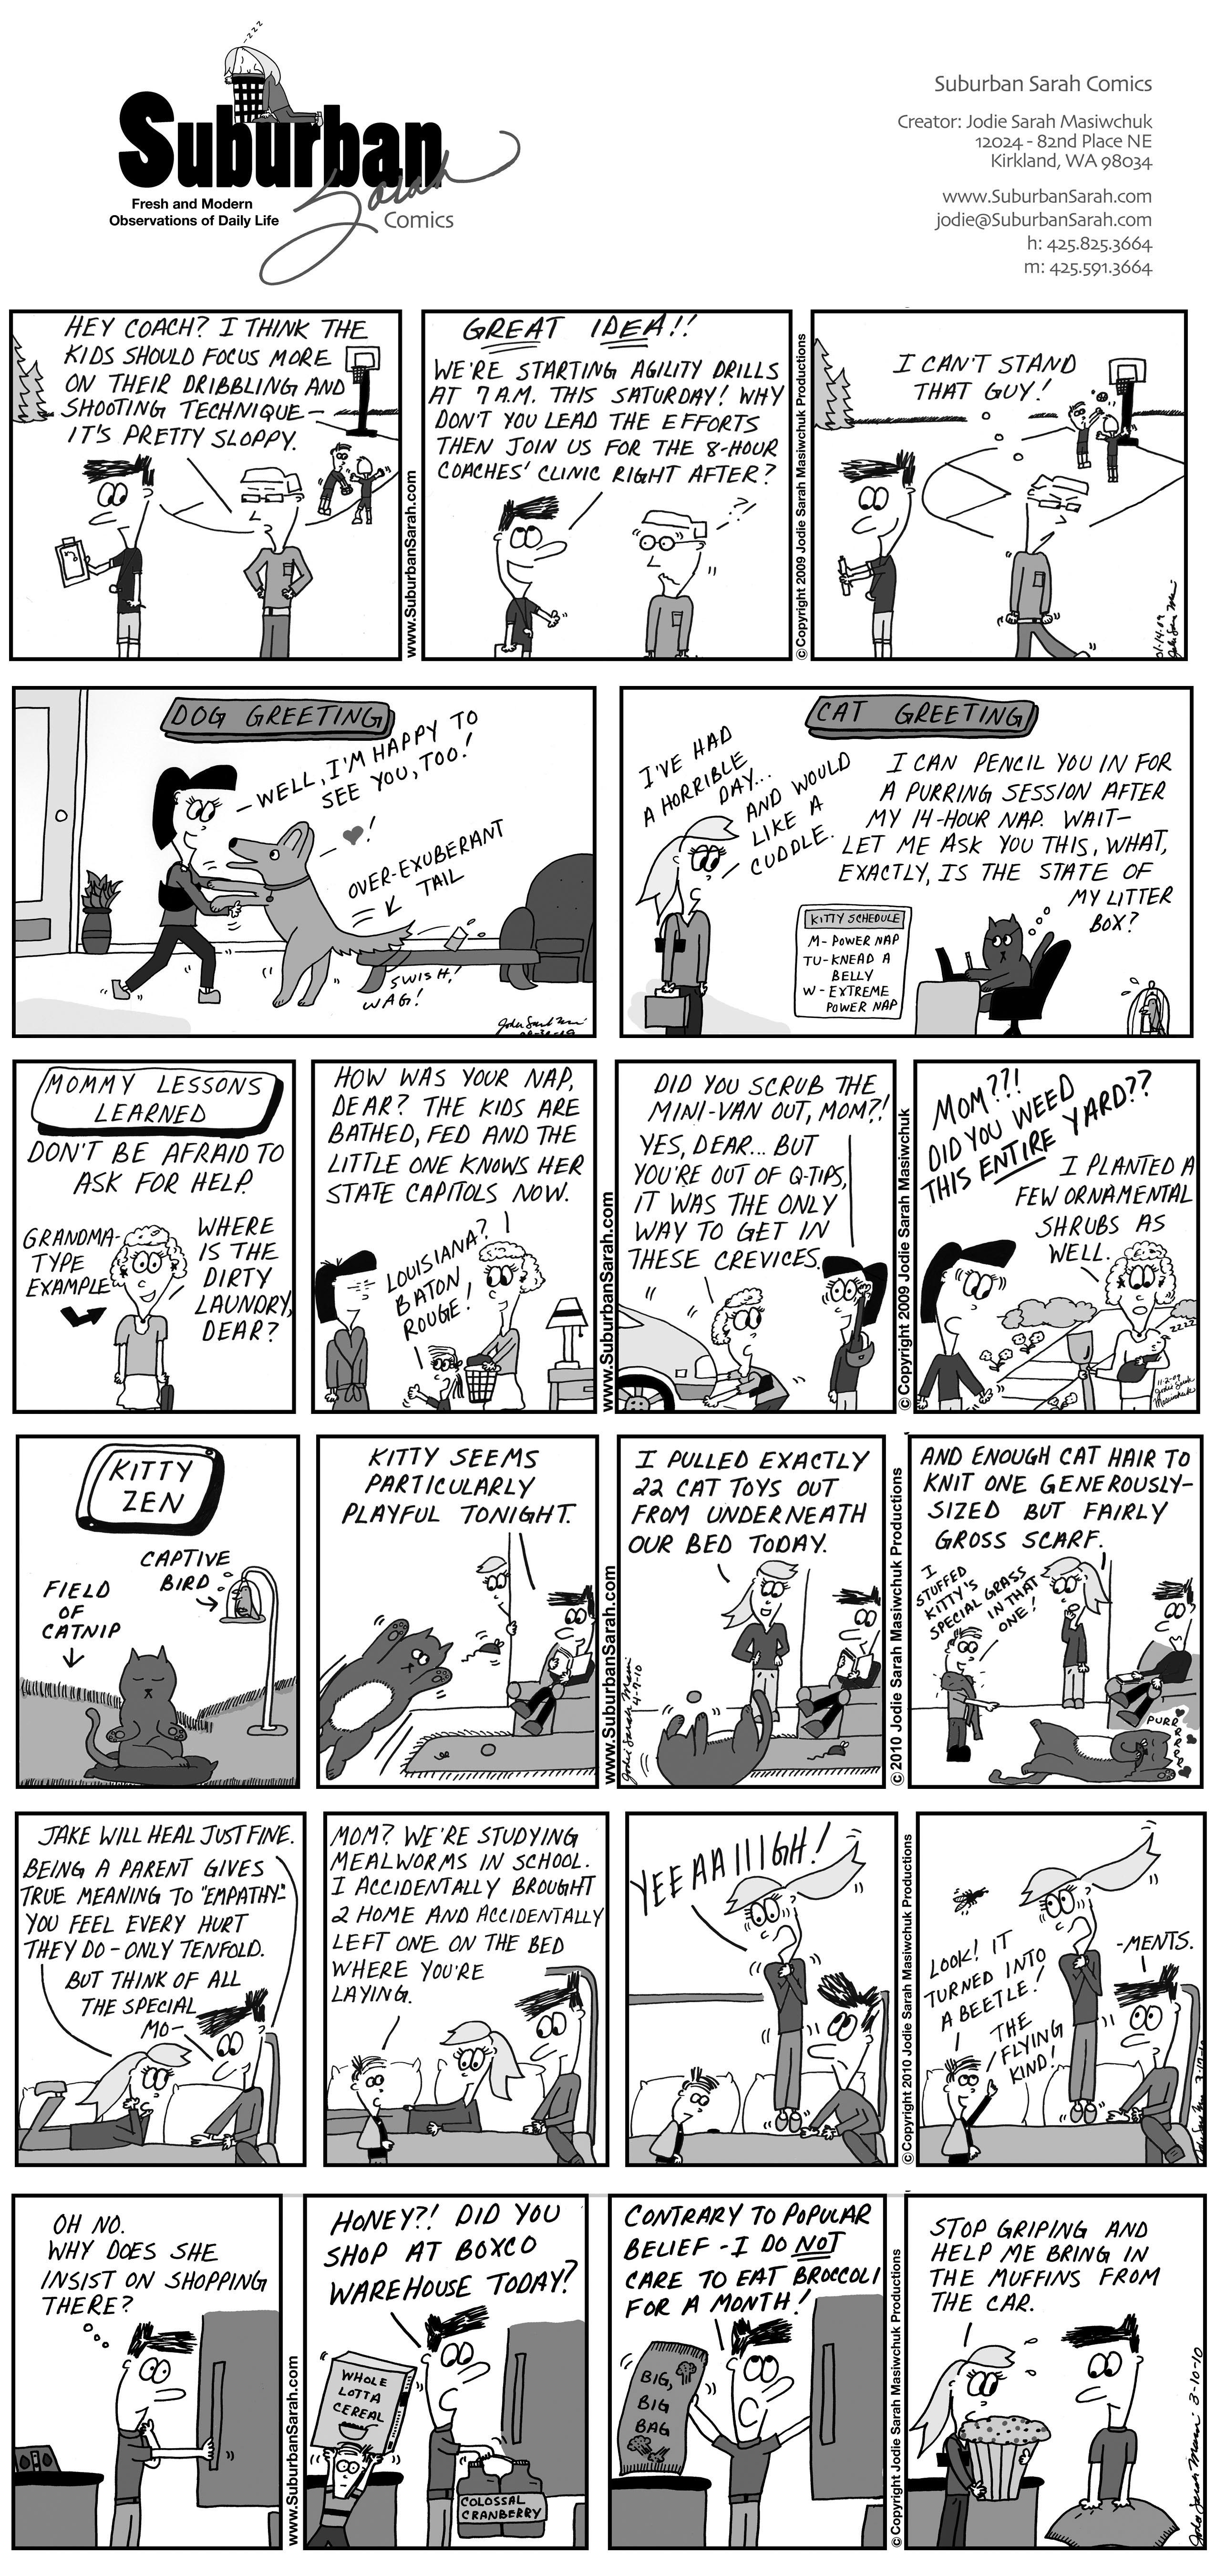 zzz
Suburban
Sarah
Comics
Fresh and Modern
Observations of Daily Life
Suburban Sarah Comics
Creator: Jodie Sarah Masiwchuk
12024 - 82nd Place NE
Kirkland, WA 98034
www.SuburbanSarah.com
jodie@SuburbanSarah.com
h: 425.825.3664
m: 425.591.3664
HEY COACH? I THINK THE
KIDS SHOULD FOCUS MORE
ON THEIR DRIBBLING AND
SHOOTING TECHNIQUE—
IT'S PRETTY SLOPPY.
www.SuburbanSarah.com
GREAT IDEA!!
WE'RE STARTING AGILITY DRILLS
AT 7 A.M. THIS SATURDAY! WHY
DON'T YOU LEAD THE EFFORTS
THEN JOIN US FOR THE 8-HOUR
COACHES' CLINIC RIGHT AFTER?
?!
© Copyright 2009 Jodie Sarah Masiwchuk Productions
I CAN'T STAND
THAT GUY!
01-14-09
DOG GREETING
—WELL, I'M HAPPY TO
SEE YOU, TOO!
!
OVER-EXUBERANT
TAIL
SWISH!
WAG!
CAT GREETING
I'VE HAD
A HORRIBLE
DAY...
AND WOULD
LIKE A
CUDDLE.
I CAN PENCIL YOU IN FOR
A PURRING SESSION AFTER
MY 14-HOUR NAP. WAIT—
LET ME ASK YOU THIS, WHAT,
EXACTLY, IS THE STATE OF
MY LITTER
BOX?
KITTY SCHEDULE
M- POWER NAP
TU- KNEAD A
BELLY
W - EXTREME
POWER NAP
MOMMY LESSONS
LEARNED
DON'T BE AFRAID TO
ASK FOR HELP.
GRANDMA-
TYPE
EXAMPLE
WHERE
IS THE
DIRTY
LAUNDRY,
DEAR?
HOW WAS YOUR NAP,
DEAR? THE KIDS ARE
BATHED, FED AND THE
LITTLE ONE KNOWS HER
STATE CAPITOLS NOW.
LOUISIANA?
BATON
ROUGE!
www.SuburbanSarah.com
DID YOU SCRUB THE
MINI-VAN OUT, MOM?!
YES, DEAR... BUT
YOU'RE OUT OF Q-TIPS,
IT WAS THE ONLY
WAY TO GET IN
THESE CREVICES.
© Copyright 2009 Jodie Sarah Masiwchuk
MOM??!
DID YOU WEED
THIS ENTIRE YARD??
I PLANTED A
FEW ORNAMENTAL
SHRUBS AS
WELL.
zzzz
11-2-09
Jodie Sarah
Masiwchuk
KITTY
ZEN
CAPTIVE
BIRD
FIELD
OF
CATNIP
KITTY SEEMS
PARTICULARLY
PLAYFUL TONIGHT.
www.SuburbanSarah.com
I PULLED EXACTLY
22 CAT TOYS OUT
FROM UNDERNEATH
OUR BED TODAY.
4-9-10
© 2010 Jodie Sarah Masiwchuk Productions
AND ENOUGH CAT HAIR TO
KNIT ONE GENEROUSLY-
SIZED BUT FAIRLY
GROSS SCARF.
I
STUFFED
KITTY'S
SPECIAL GRASS
IN THAT
ONE!
PURRRRR
JAKE WILL HEAL JUST FINE.
BEING A PARENT GIVES
TRUE MEANING TO "EMPATHY"-
YOU FEEL EVERY HURT
THEY DO - ONLY TENFOLD.
BUT THINK OF ALL
THE SPECIAL
MO—
MOM? WE'RE STUDYING
MEALWORMS IN SCHOOL.
I ACCIDENTALLY BROUGHT
2 HOME AND ACCIDENTALLY
LEFT ONE ON THE BED
WHERE YOU'RE
LAYING.
YEEAAIIIGH!
© Copyright 2010 Jodie Sarah Masiwchuk Productions
LOOK! IT
TURNED INTO
A BEETLE!
THE
FLYING
KIND!
-MENTS.
OH NO.
WHY DOES SHE
INSIST ON SHOPPING
THERE?
www.SuburbanSarah.com
HONEY?! DID YOU
SHOP AT BOXCO
WAREHOUSE TODAY?
WHOLE
LOTTA
CEREAL
COLOSSAL
CRANBERRY
CONTRARY TO POPULAR
BELIEF - I DO NOT
CARE TO EAT BROCCOLI
FOR A MONTH!
BIG,
BIG
BAG
© Copyright Jodie Sarah Masiwchuk Productions
STOP GRIPING AND
HELP ME BRING IN
THE MUFFINS FROM
THE CAR.
3-10-10